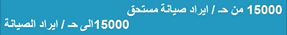 15000 من حـ / ايراد صيانة مستحق
15000الى حـ / ايراد الصيانة